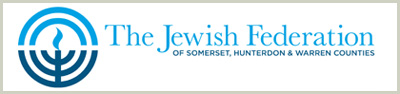 The Jewish Federation
OF SOMERSET, HUNTERDON & WARREN COUNTIES